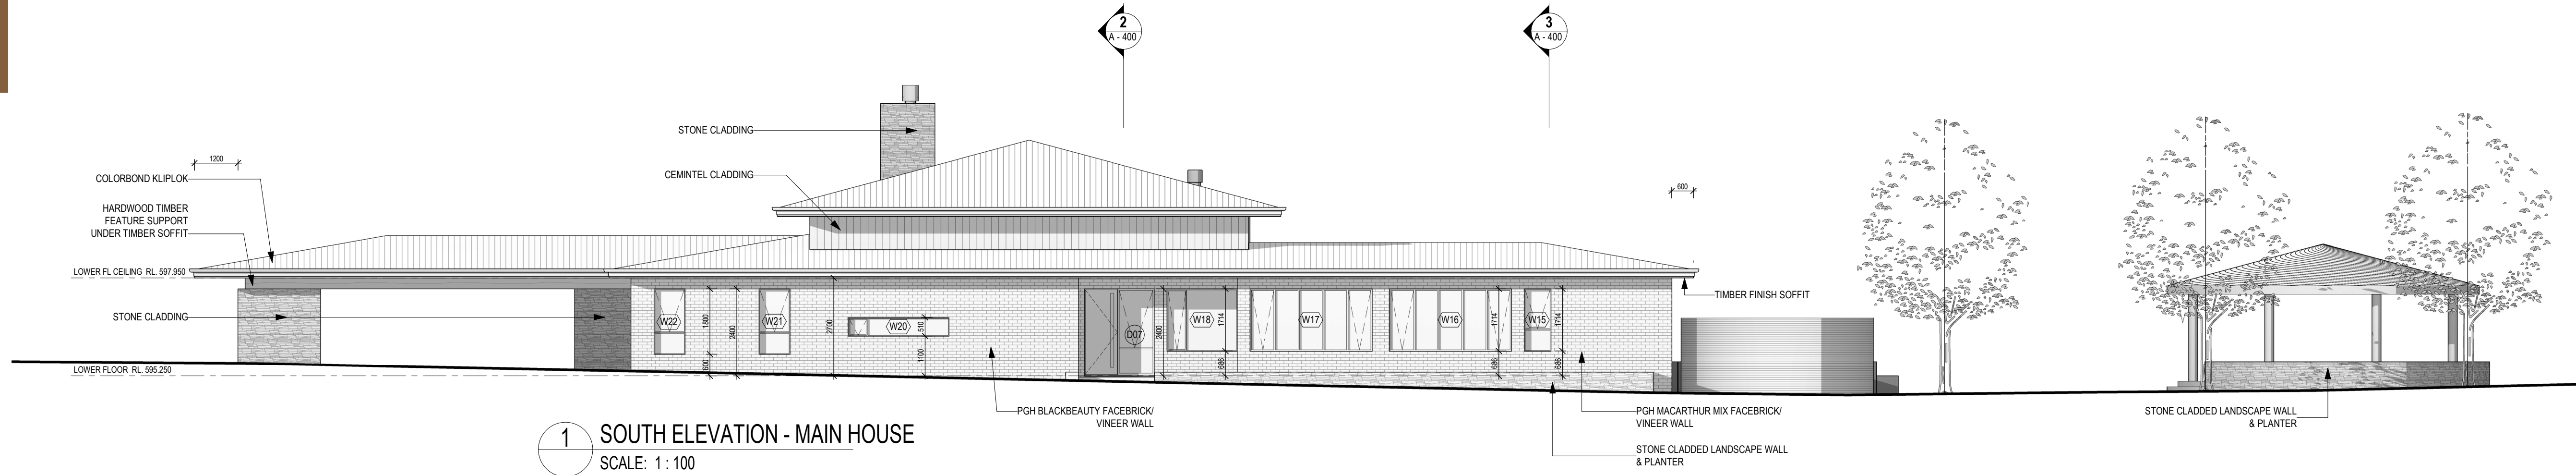 2
A - 400
3
A - 400
STONE CLADDING
1200
COLORBOND KLIPLOK
CEMINTEL CLADDING
600
HARDWOOD TIMBER
FEATURE SUPPORT
UNDER TIMBER SOFFIT
LOWER FL CEILING RL. 597.950
TIMBER FINISH SOFFIT
STONE CLADDING
W22
1800
2400
600
W21
2700
W20
510
1100
D07
2400
W18
1714
686
W17
W16
1714
686
W15
1714
686
LOWER FLOOR RL. 595.250
PGH BLACKBEAUTY FACEBRICK/
VINEER WALL
PGH MACARTHUR MIX FACEBRICK/
VINEER WALL
STONE CLADDED LANDSCAPE WALL
& PLANTER
STONE CLADDED LANDSCAPE WALL
& PLANTER
1
SOUTH ELEVATION - MAIN HOUSE
SCALE: 1 : 100